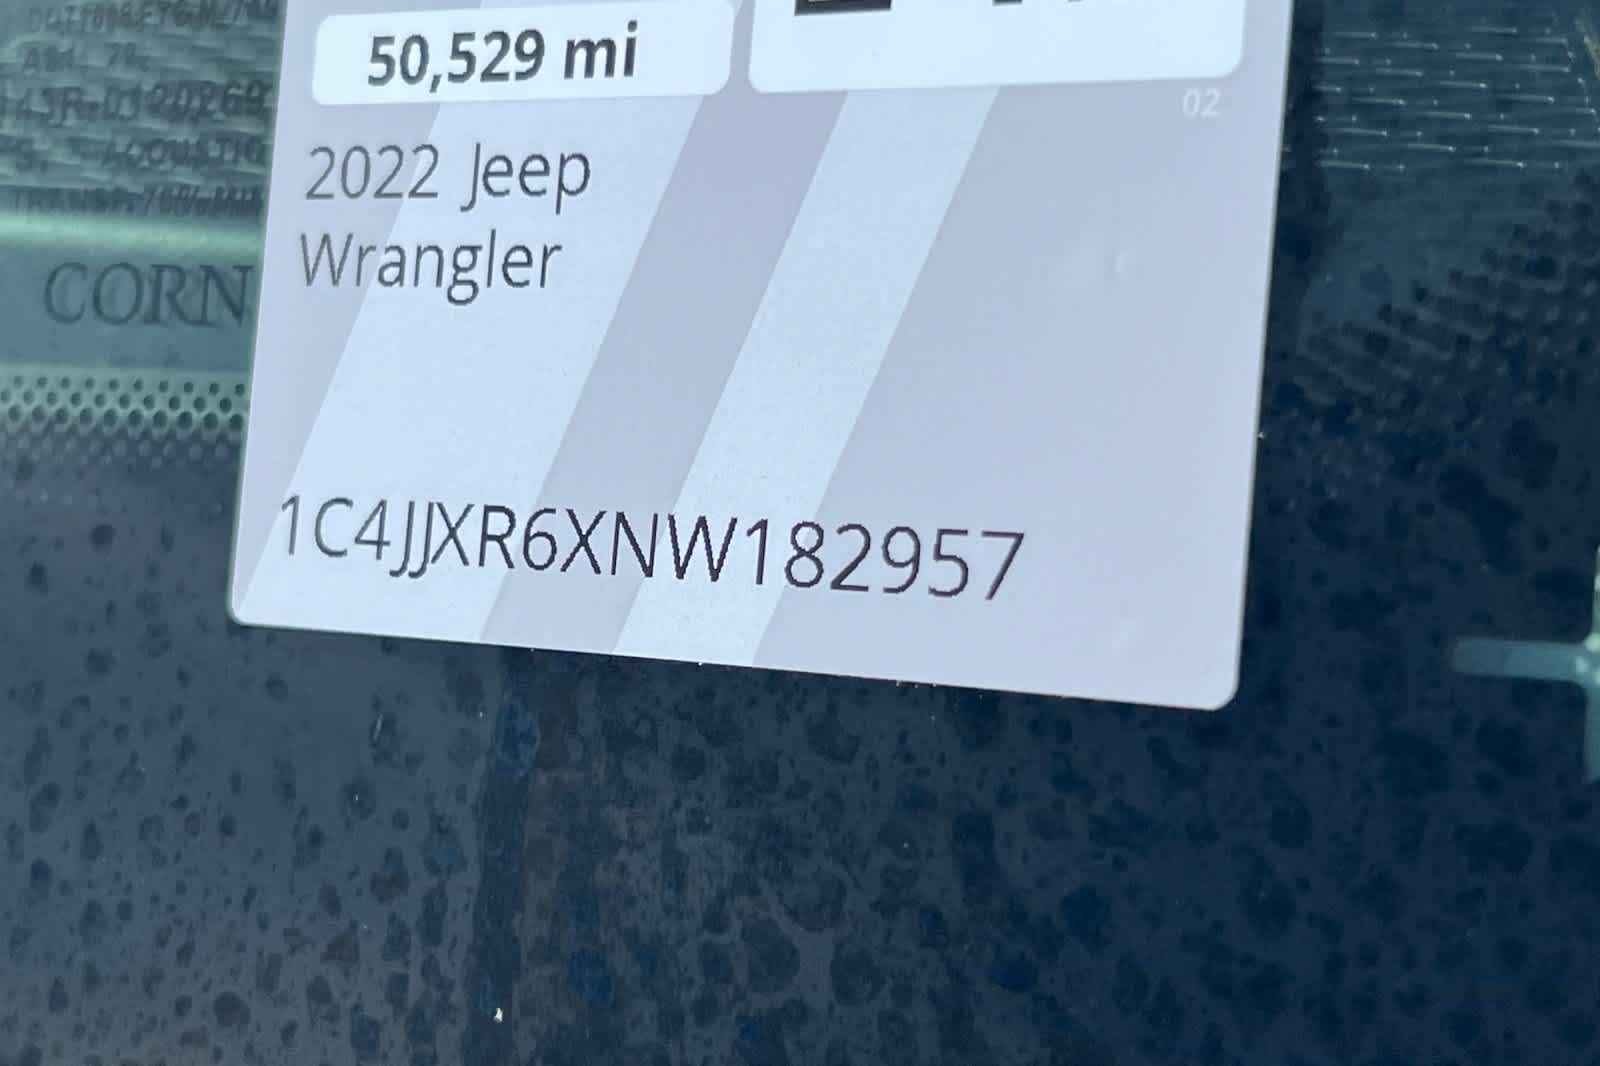 50,529 mi
02
2022 Jeep
Wrangler
CORN
1C4JJXR6XNW182957